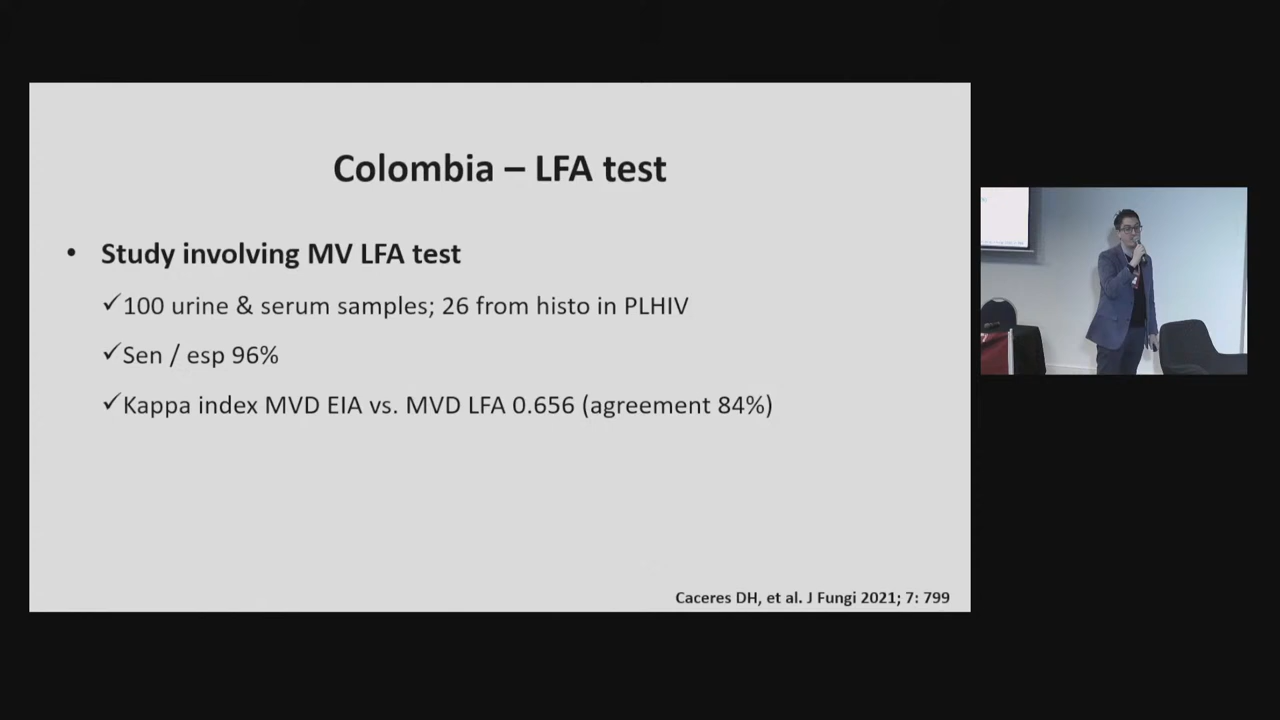 Colombia – LFA test
• Study involving MV LFA test
✓100 urine & serum samples; 26 from histo in PLHIV
✓Sen / esp 96%
✓Kappa index MVD EIA vs. MVD LFA 0.656 (agreement 84%)
Caceres DH, et al. J Fungi 2021; 7: 799